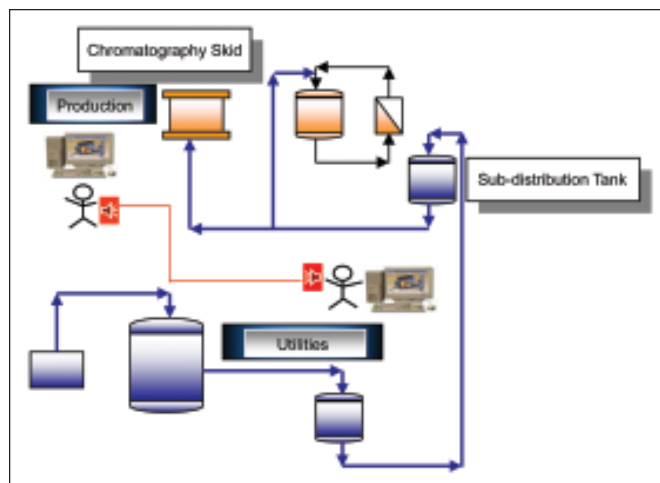 Chromatography Skid
Production
Sub-distribution Tank
Utilities